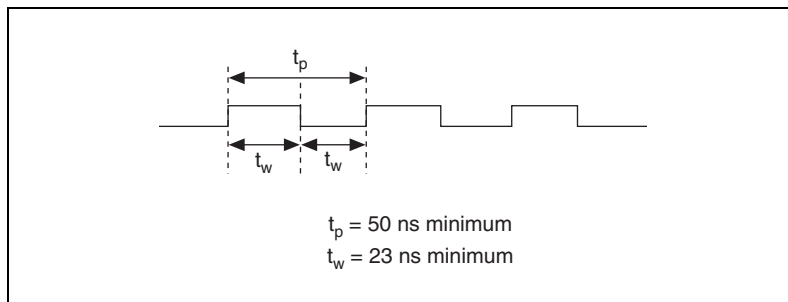 tp
tw tw
tp = 50 ns minimum
tw = 23 ns minimum